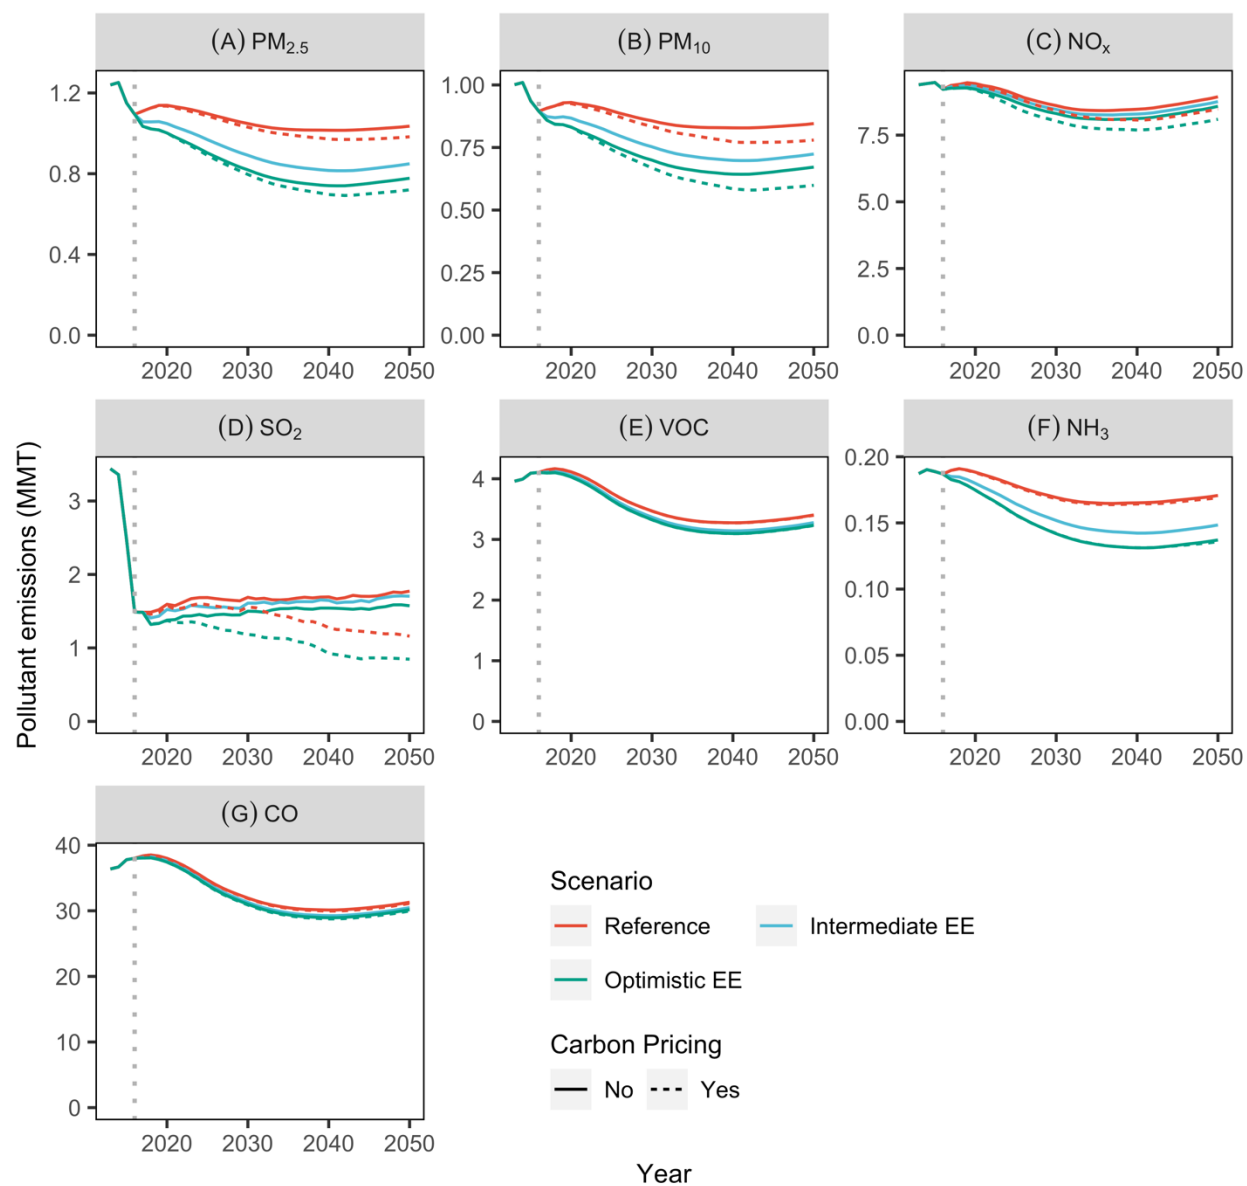 (A) PM2.5
(B) PM10
(C) NOx
1.2
0.8
0.4
0.0
2020 2030 2040 2050
1.00
0.75
0.50
0.25
0.00
2020 2030 2040 2050
7.5
5.0
2.5
0.0
2020 2030 2040 2050
Pollutant emissions (MMT)
(D) SO2
(E) VOC
(F) NH3
3
2
1
0
2020 2030 2040 2050
4
3
2
1
0
2020 2030 2040 2050
0.20
0.15
0.10
0.05
0.00
2020 2030 2040 2050
(G) CO
40
30
20
10
0
2020 2030 2040 2050
Scenario
Reference
Intermediate EE
Optimistic EE
Carbon Pricing
No
Yes
Year